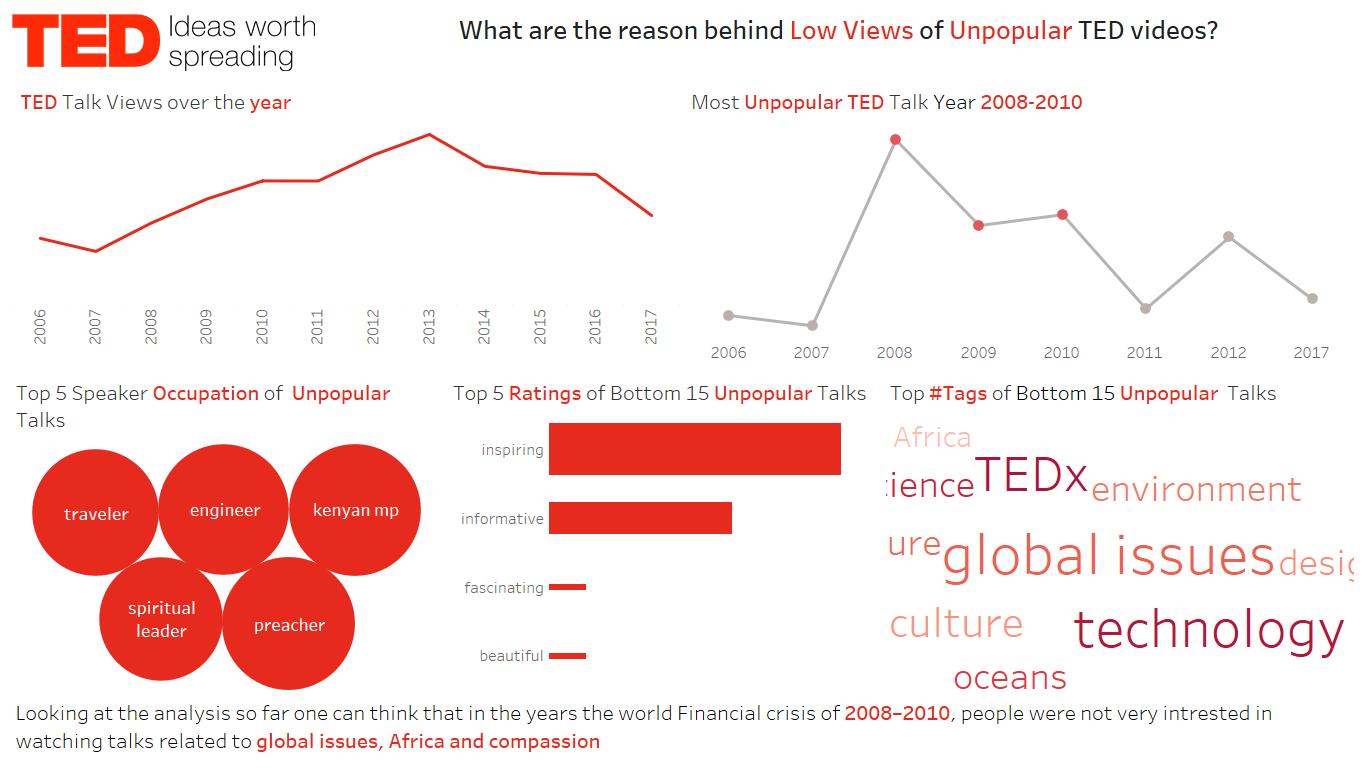 TED Ideas worth
spreading
What are the reason behind Low Views of Unpopular TED videos?
TED Talk Views over the year
2006 2007 2008 2009 2010 2011 2012 2013 2014 2015 2016 2017
Most Unpopular TED Talk Year 2008-2010
2006 2007 2008 2009 2010 2011 2012 2017
Top 5 Speaker Occupation of Unpopular
Talks
traveler engineer kenyan mp
spiritual
leader
preacher
Top 5 Ratings of Bottom 15 Unpopular Talks
inspiring
informative
fascinating
beautiful
Top #Tags of Bottom 15 Unpopular Talks
Africa
ience TEDx environment
ure global issues desig
culture technology
oceans
Looking at the analysis so far one can think that in the years the world Financial crisis of 2008–2010, people were not very intrested in
watching talks related to global issues, Africa and compassion